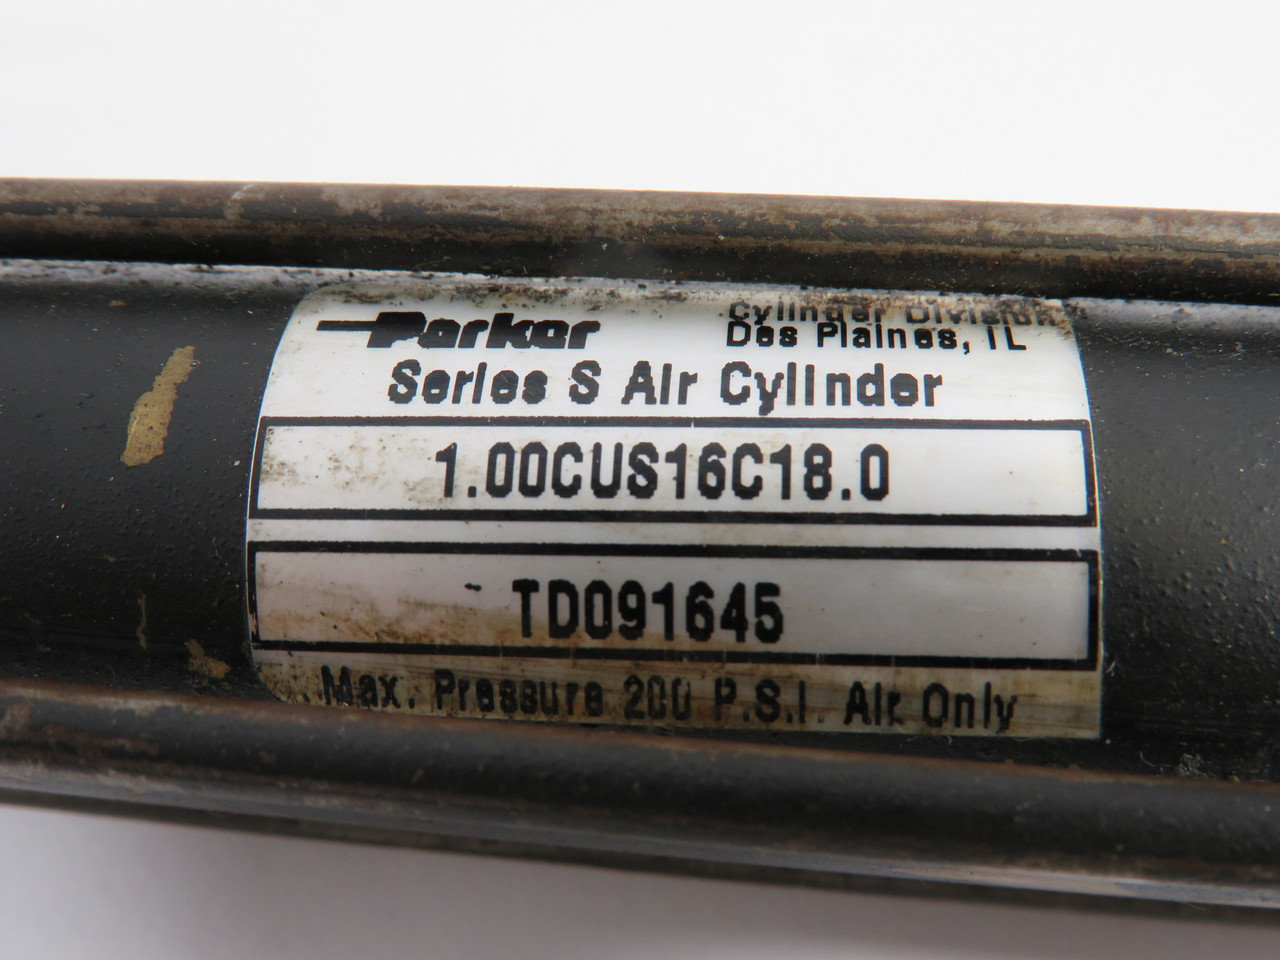 Parker
Cylinder Division
Des Plaines, IL
Series S Air Cylinder
1.00CUS16C18.0
TD091645
Max. Pressure 200 P.S.I. Air Only